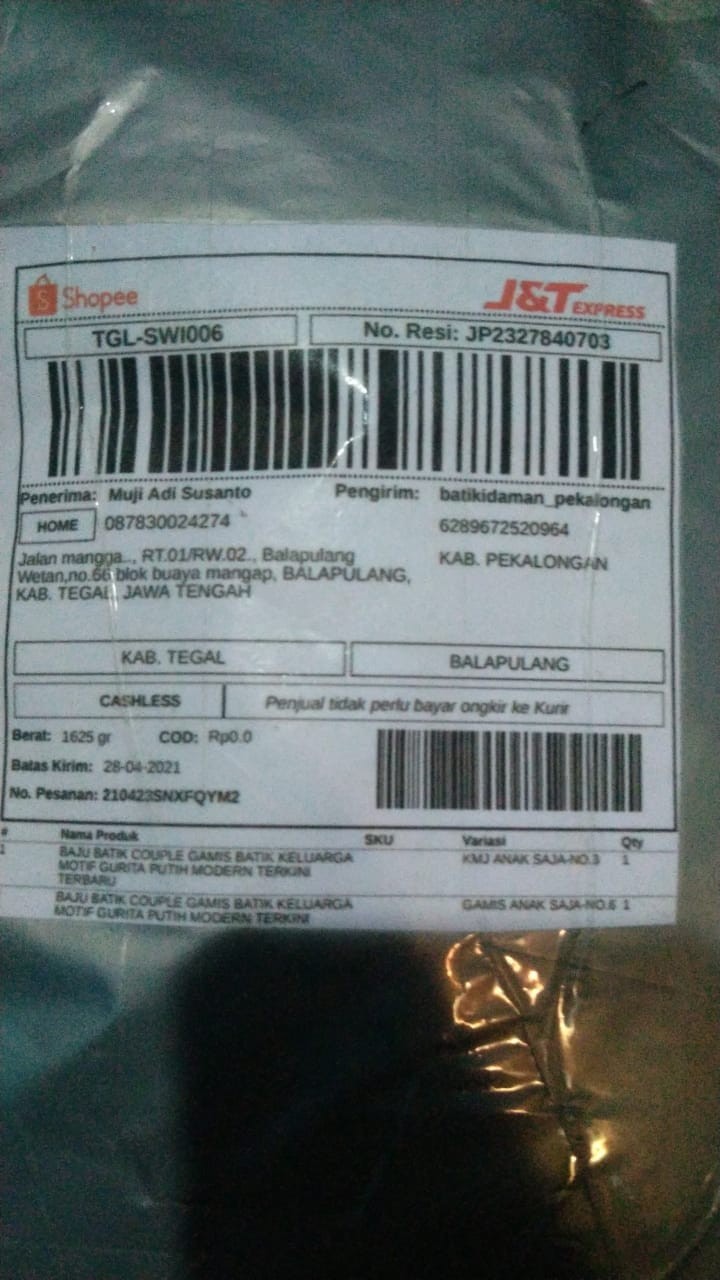 Shopee
J&T EXPRESS
TGL-SWI006
No. Resi: JP2327840703
Penerima: Muji Adi Susanto
Pengirim: batikidaman_pekalongan
HOME 087830024274
6289672520964
Jalan mangga.., RT.01/RW.02., Balapulang
KAB. PEKALONGAN
Wetan,no.66 blok buaya mangap, BALAPULANG,
KAB. TEGAL, JAWA TENGAH
KAB. TEGAL
BALAPULANG
CASHLESS
Penjual tidak perlu bayar ongkir ke Kurir
Berat: 1625 gr COD: Rp0.0
Batas Kirim: 28-04-2021
No. Pesanan: 210423SNXFQYM2
# Nama Produk SKU Variasi Qty
1 BAJU BATIK COUPLE GAMIS BATIK KELUARGA KMJ ANAK SAJA-NO.3 1
MOTIF GURITA PUTIH MODERN TERKINI
TERBARU
BAJU BATIK COUPLE GAMIS BATIK KELUARGA GAMIS ANAK SAJA-NO.6 1
MOTIF GURITA PUTIH MODERN TERKINI